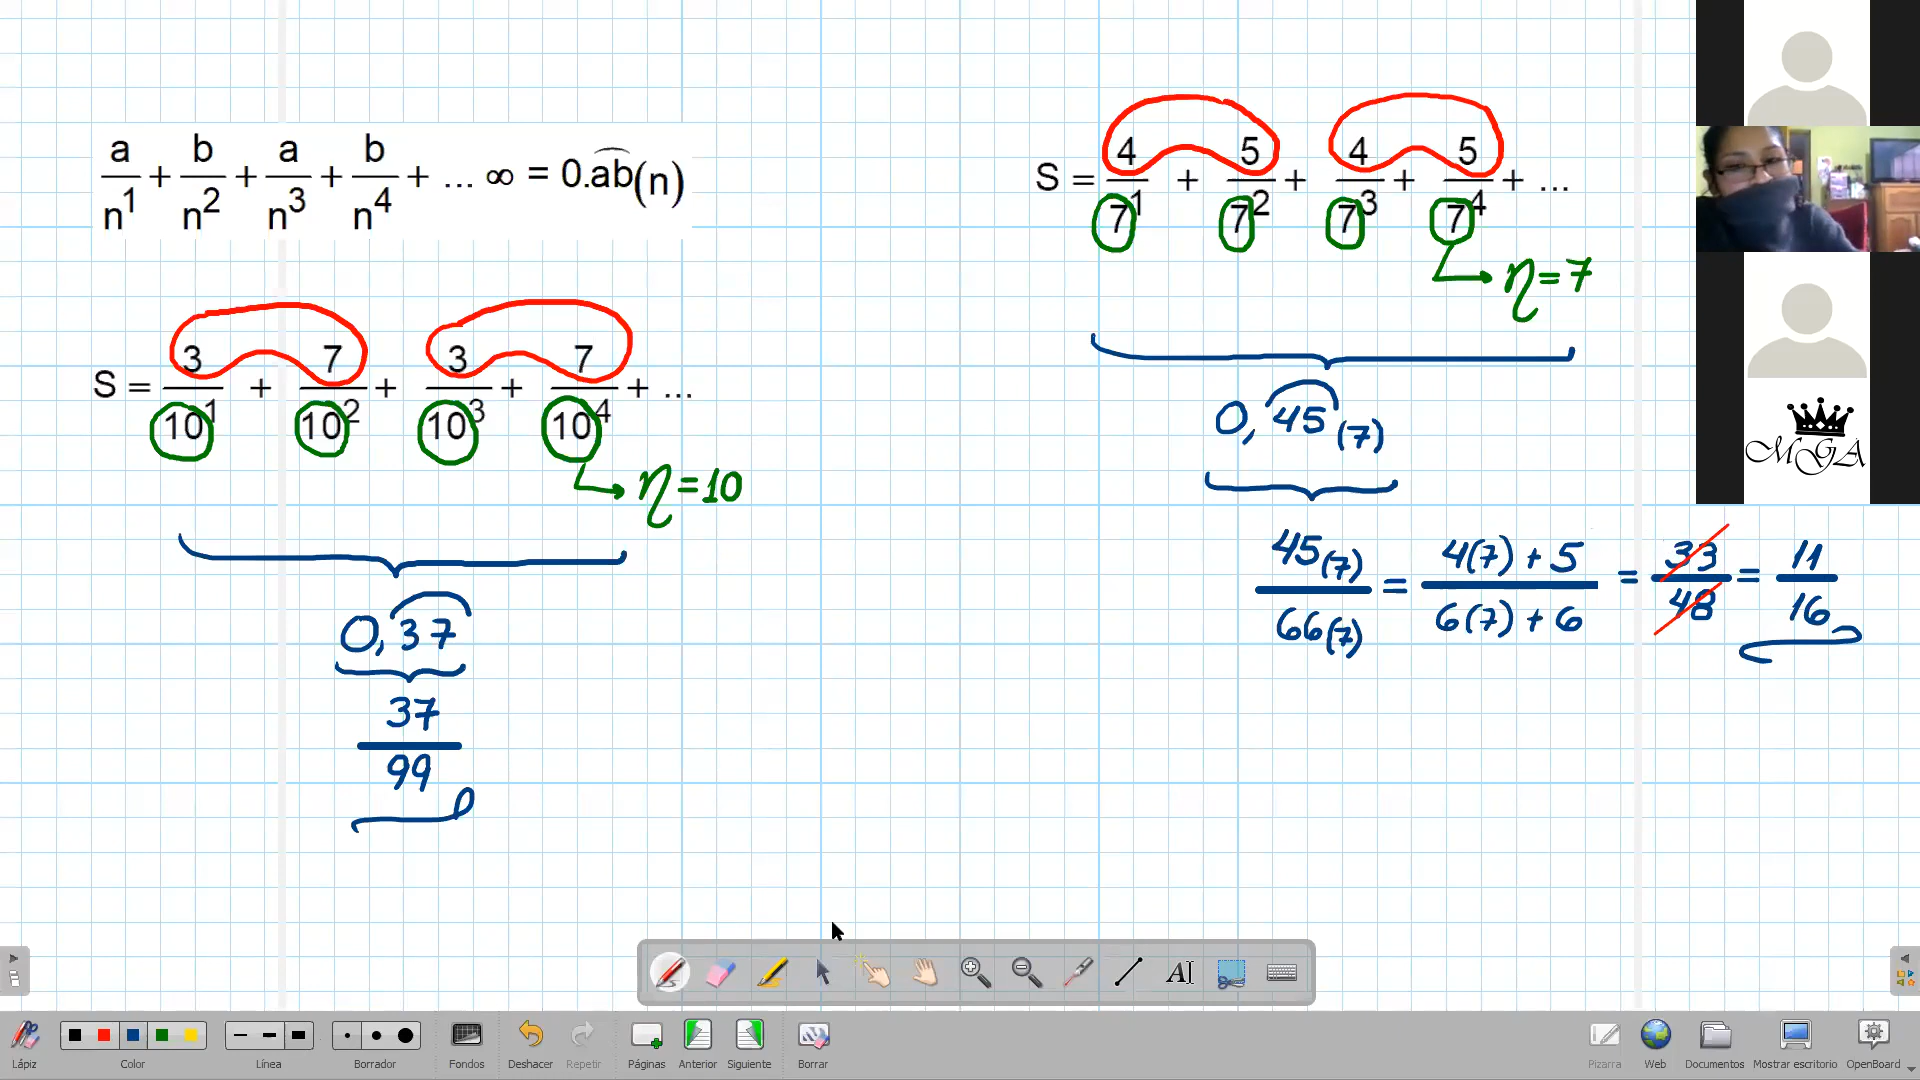 a/n¹ + b/n² + a/n³ + b/n⁴ + ... ∞ = 0.ab(n)
S = 3/10¹ + 7/10² + 3/10³ + 7/10⁴ + ...
n=10
0,37
37/99
S = 4/7¹ + 5/7² + 4/7³ + 5/7⁴ + ...
n=7
0,45(7)
45(7)/66(7) = 4(7)+5/6(7)+6 = 33/48 = 11/16
MGA
AI
Lápiz Color Línea Borrador Fondos Deshacer Repetir Páginas Anterior Siguiente Borrar Pizarra Web Documentos Mostrar escritorio OpenBoard